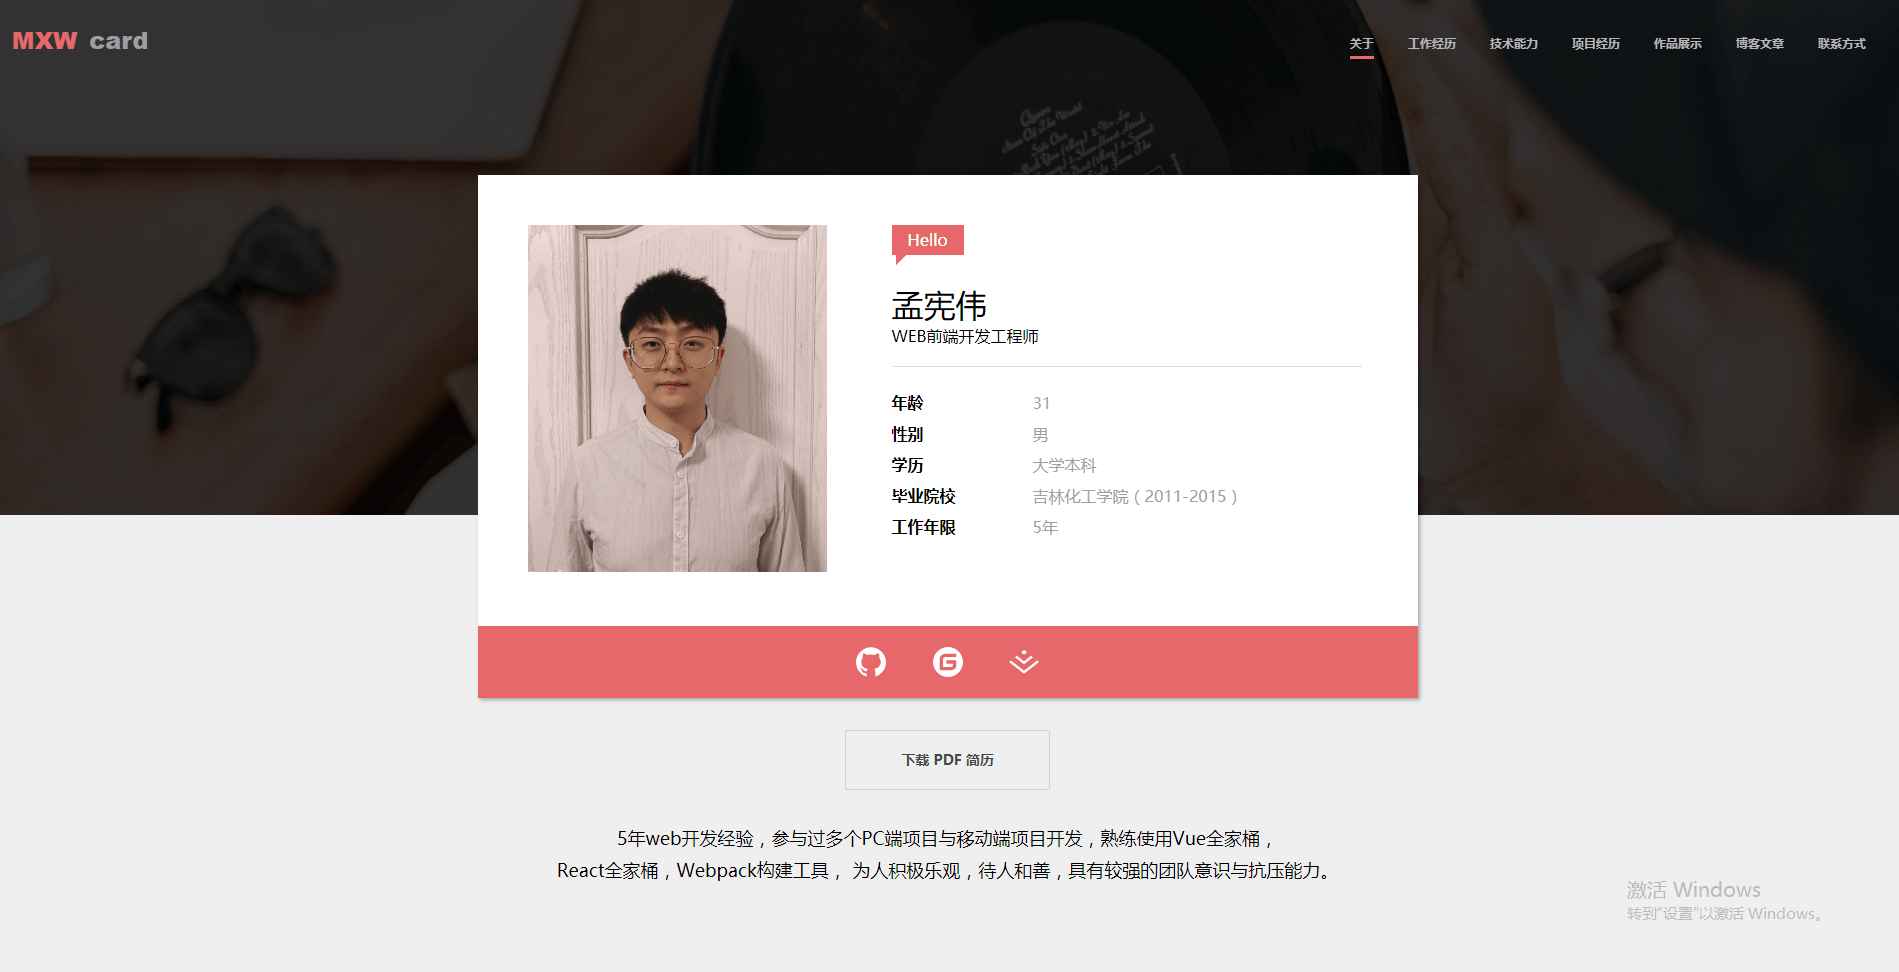 MXW card
关于 工作经历 技术能力 项目经历 作品展示 博客文章 联系方式
Hello
孟宪伟
WEB前端开发工程师
年龄 31
性别 男
学历 大学本科
毕业院校 吉林化工学院（2011-2015）
工作年限 5年
下载 PDF 简历
5年web开发经验，参与过多个PC端项目与移动端项目开发，熟练使用Vue全家桶，
React全家桶，Webpack构建工具， 为人积极乐观，待人和善，具有较强的团队意识与抗压能力。
激活 Windows
转到"设置"以激活 Windows。